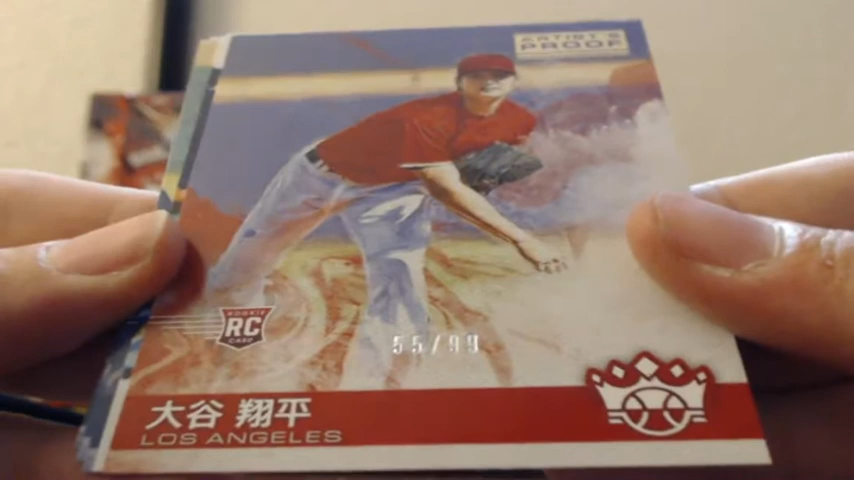 ARTIST'S
PROOF
ROOKIE
RC
CARD
55/99
大谷 翔平
LOS ANGELES